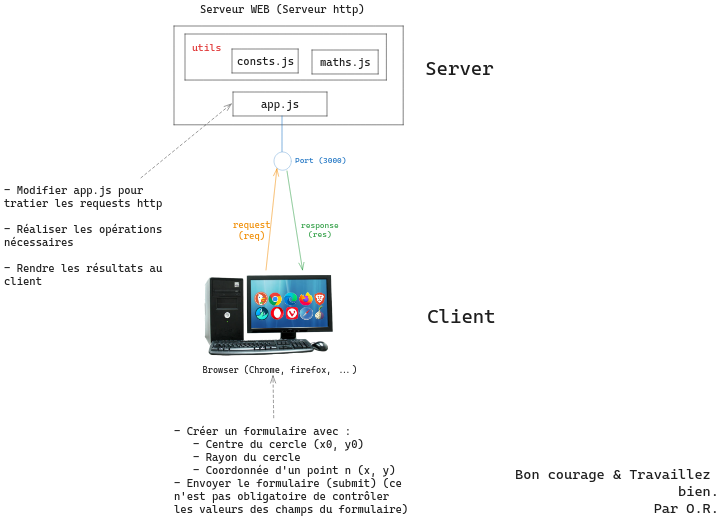 Serveur WEB (Serveur http)
utils
consts.js
maths.js
app.js
Server
Port (3000)
- Modifier app.js pour
tratier les requests http
- Réaliser les opérations
nécessaires
- Rendre les résultats au
client
request
(req)
response
(res)
Client
Browser (Chrome, firefox, ...)
- Créer un formulaire avec :
- Centre du cercle (x0, y0)
- Rayon du cercle
- Coordonnée d'un point n (x, y)
- Envoyer le formulaire (submit) (ce
n'est pas obligatoire de contrôler
les valeurs des champs du formulaire)
Bon courage & Travaillez
bien.
Par O.R.